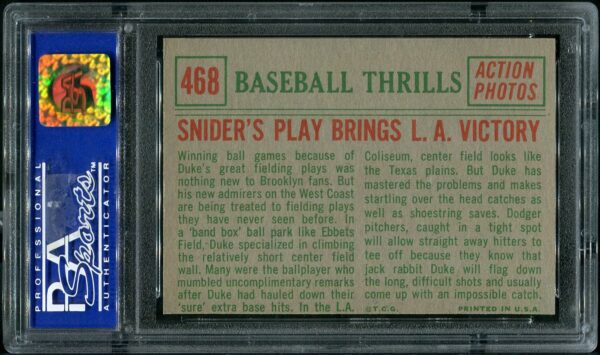 468
BASEBALL THRILLS
ACTION
PHOTOS
SNIDER'S PLAY BRINGS L. A. VICTORY
Winning ball games because of
Duke's great fielding plays was
nothing new to Brooklyn fans. But
his new admirers on the West Coast
are being treated to fielding plays
they have never seen before. In
a 'band box' ball park like Ebbets
Field, Duke specialized in climbing
the relatively short center field
wall. Many were the ballplayer who
mumbled uncomplimentary remarks
after Duke had hauled down their
'sure' extra base hits. In the L.A.
Coliseum, center field looks like
the Texas plains. But Duke has
mastered the problems and makes
startling over the head catches as
well as shoestring saves. Dodger
pitchers, caught in a tight spot
will allow straight away hitters to
tee off because they know that
jack rabbit Duke will flag down
the long, difficult shots and usually
come up with an impossible catch.
©T.C.G.
PRINTED IN U.S.A.
PROFESSIONAL
PSA
Sports™
AUTHENTICATOR
PSA